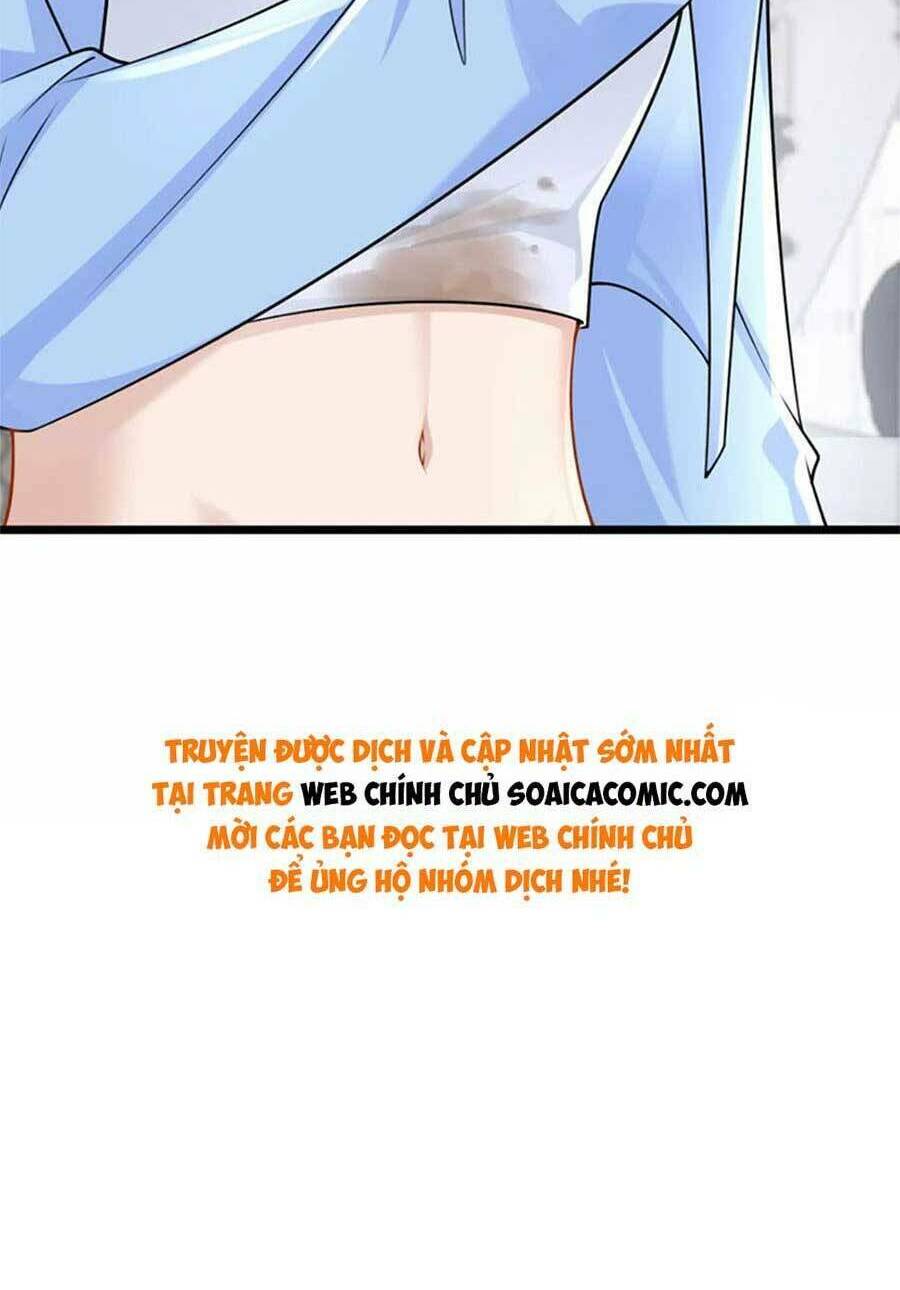 TRUYỆN ĐƯỢC DỊCH VÀ CẬP NHẬT SỚM NHẤT
TẠI TRANG WEB CHÍNH CHỦ SOAICACOMIC.COM
MỜI CÁC BẠN ĐỌC TẠI WEB CHÍNH CHỦ
ĐỂ ỦNG HỘ NHÓM DỊCH NHÉ!